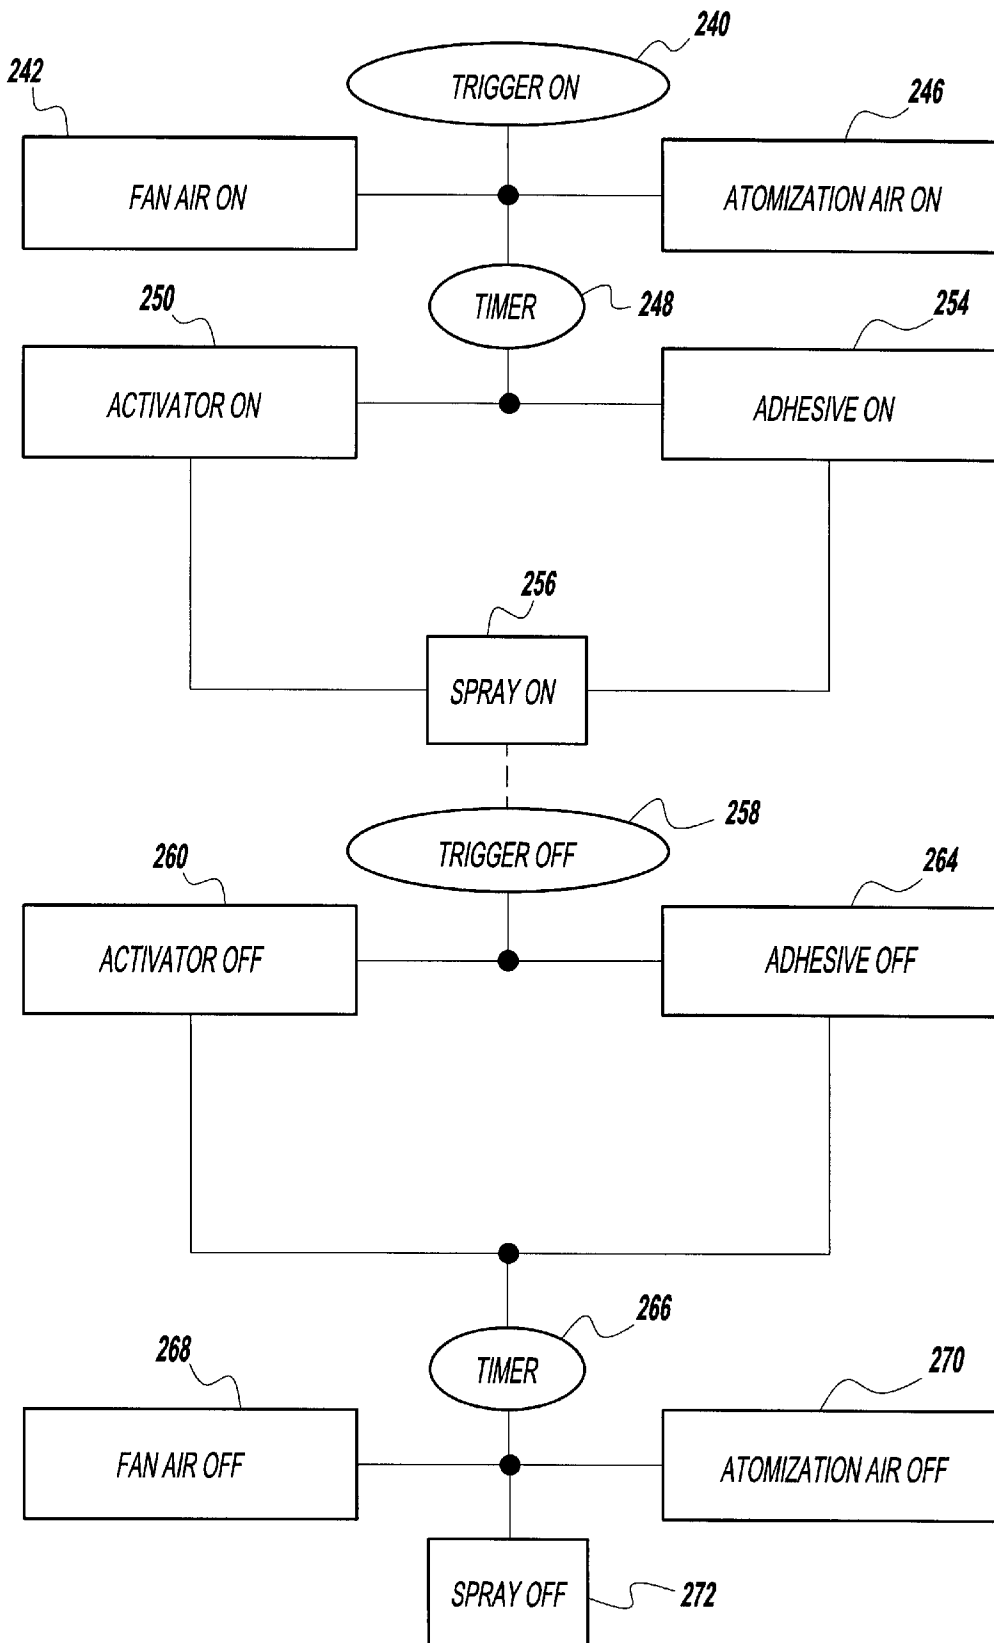 240
TRIGGER ON
242
246
FAN AIR ON
ATOMIZATION AIR ON
250
TIMER
248
254
ACTIVATOR ON
ADHESIVE ON
256
SPRAY ON
258
TRIGGER OFF
260
264
ACTIVATOR OFF
ADHESIVE OFF
266
268
TIMER
270
FAN AIR OFF
ATOMIZATION AIR OFF
SPRAY OFF
272